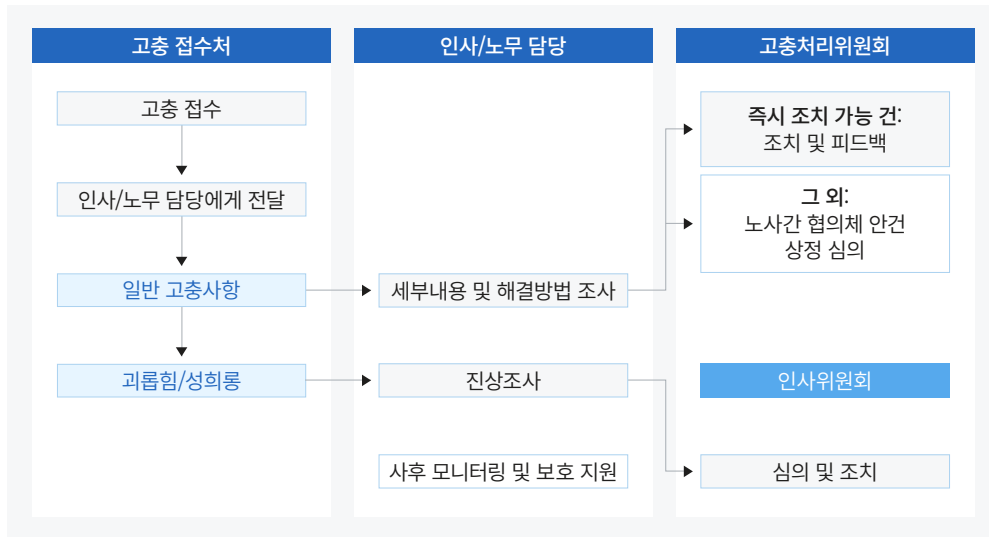 고충 접수처
고충 접수
인사/노무 담당에게 전달
일반 고충사항
괴롭힘/성희롱
인사/노무 담당
세부내용 및 해결방법 조사
진상조사
사후 모니터링 및 보호 지원
고충처리위원회
즉시 조치 가능 건:
조치 및 피드백
그 외:
노사간 협의체 안건
상정 심의
인사위원회
심의 및 조치